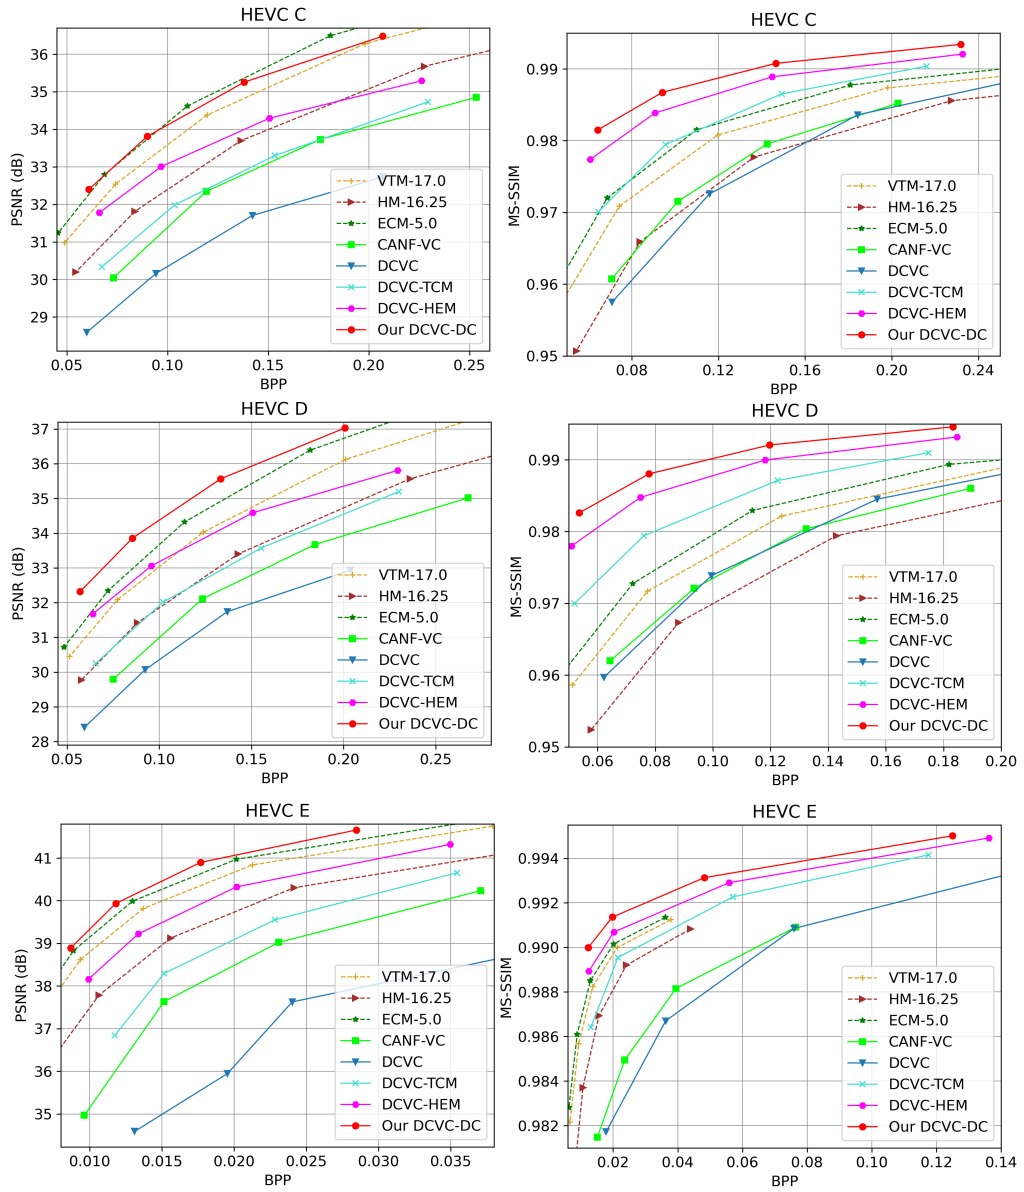 HEVC C
PSNR (dB)
36
35
34
33
32
31
30
29
0.05 0.10 0.15 0.20 0.25
BPP
VTM-17.0
HM-16.25
ECM-5.0
CANF-VC
DCVC
DCVC-TCM
DCVC-HEM
Our DCVC-DC
HEVC C
MS-SSIM
0.99
0.98
0.97
0.96
0.95
0.08 0.12 0.16 0.20 0.24
BPP
VTM-17.0
HM-16.25
ECM-5.0
CANF-VC
DCVC
DCVC-TCM
DCVC-HEM
Our DCVC-DC
HEVC D
PSNR (dB)
37
36
35
34
33
32
31
30
29
28
0.05 0.10 0.15 0.20 0.25
BPP
VTM-17.0
HM-16.25
ECM-5.0
CANF-VC
DCVC
DCVC-TCM
DCVC-HEM
Our DCVC-DC
HEVC D
MS-SSIM
0.99
0.98
0.97
0.96
0.95
0.06 0.08 0.10 0.12 0.14 0.16 0.18 0.20
BPP
VTM-17.0
HM-16.25
ECM-5.0
CANF-VC
DCVC
DCVC-TCM
DCVC-HEM
Our DCVC-DC
HEVC E
PSNR (dB)
41
40
39
38
37
36
35
0.010 0.015 0.020 0.025 0.030 0.035
BPP
VTM-17.0
HM-16.25
ECM-5.0
CANF-VC
DCVC
DCVC-TCM
DCVC-HEM
Our DCVC-DC
HEVC E
MS-SSIM
0.994
0.992
0.990
0.988
0.986
0.984
0.982
0.02 0.04 0.06 0.08 0.10 0.12 0.14
BPP
VTM-17.0
HM-16.25
ECM-5.0
CANF-VC
DCVC
DCVC-TCM
DCVC-HEM
Our DCVC-DC